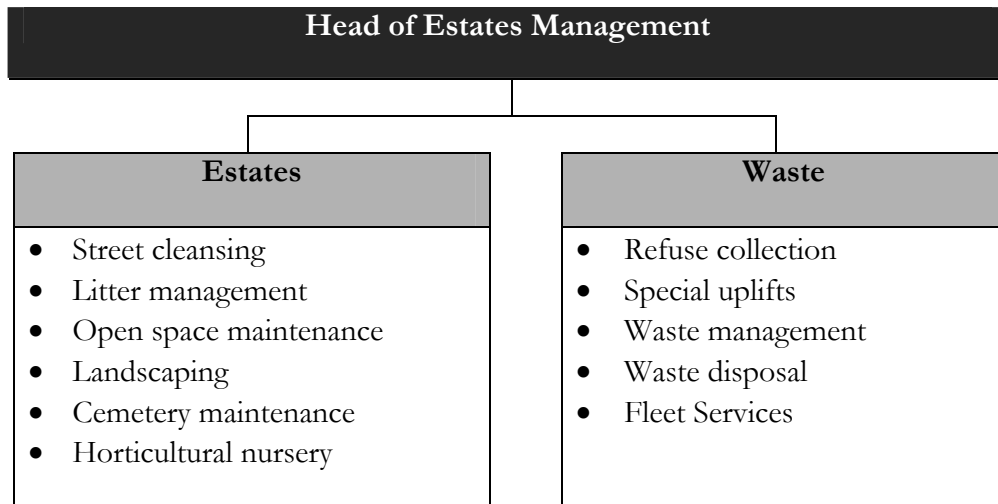 Head of Estates Management
Estates
• Street cleansing
• Litter management
• Open space maintenance
• Landscaping
• Cemetery maintenance
• Horticultural nursery
Waste
• Refuse collection
• Special uplifts
• Waste management
• Waste disposal
• Fleet Services